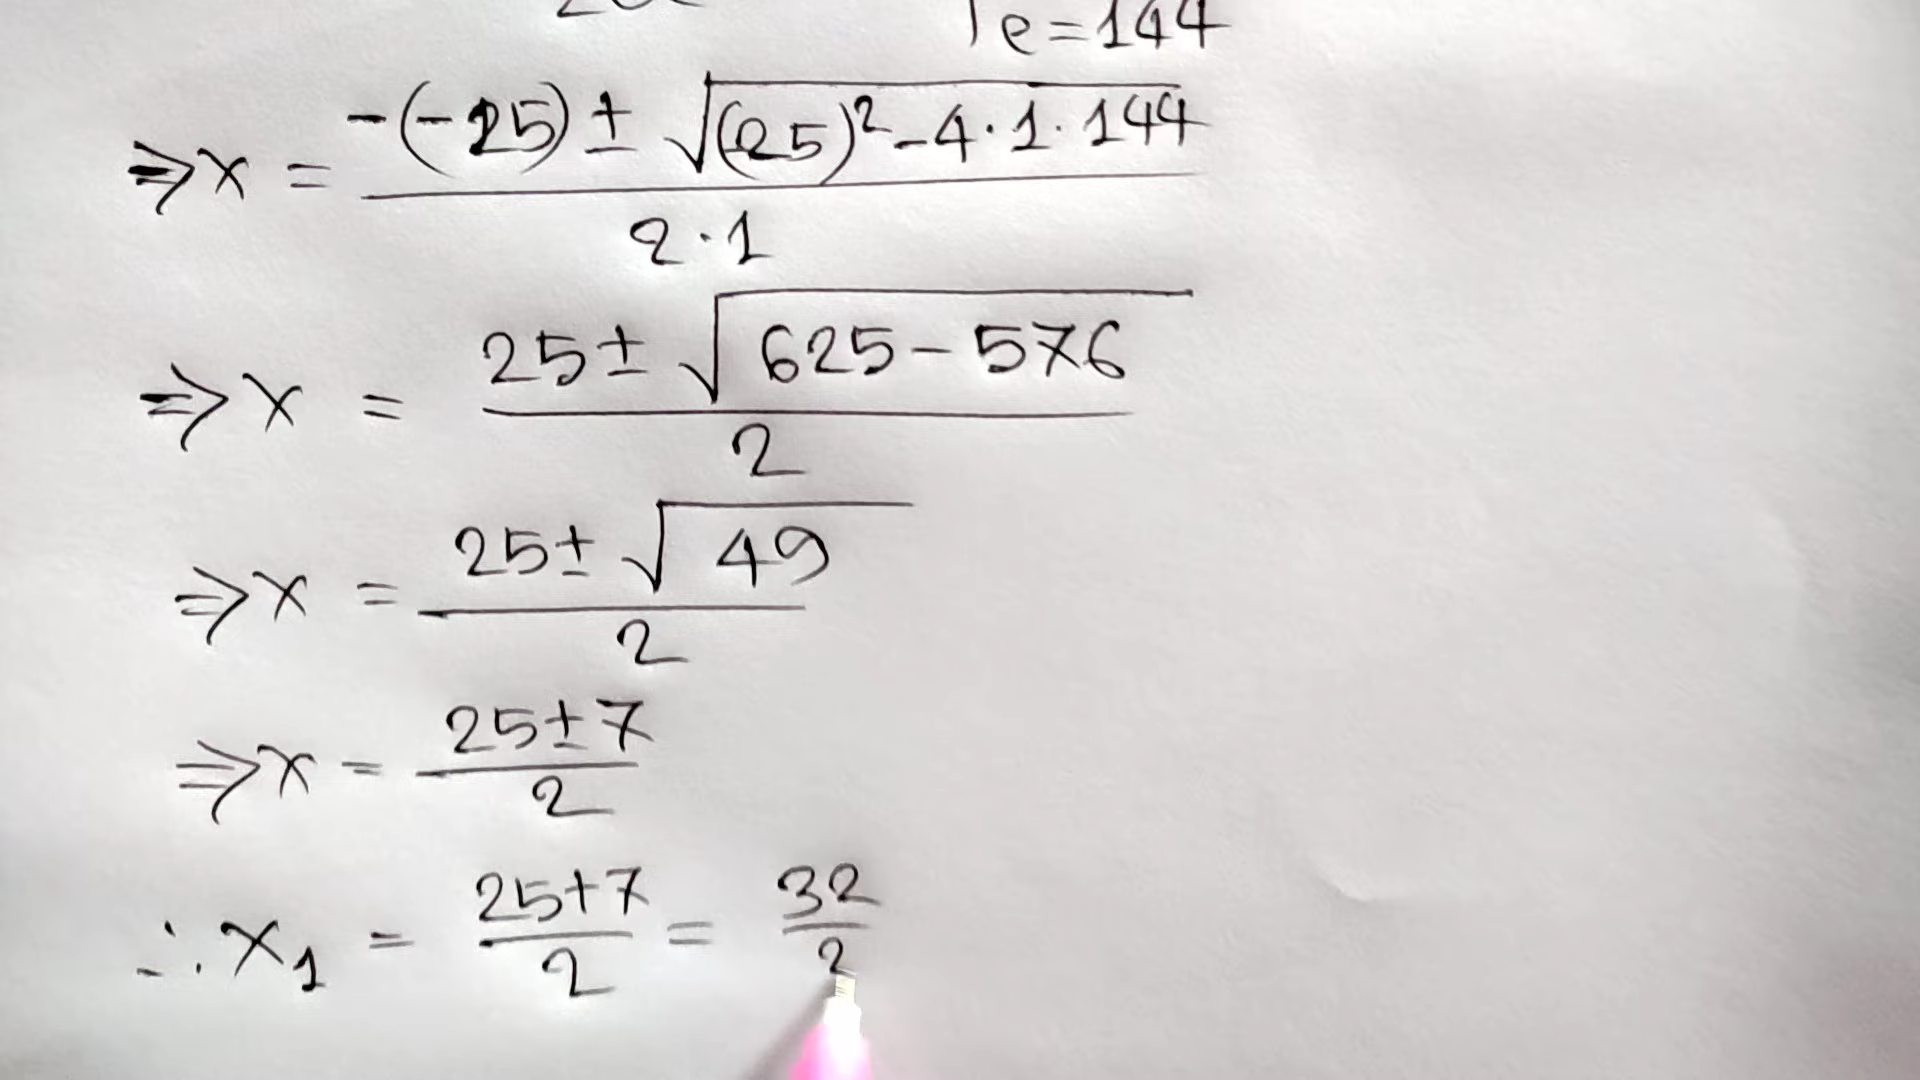 e = 144
⇒ x = -(-25) ± √(25)² - 4 · 1 · 144 / 2 · 1
⇒ x = 25 ± √625 - 576 / 2
⇒ x = 25 ± √49 / 2
⇒ x = 25 ± 7 / 2
∴ x₁ = 25 + 7 / 2 = 32 / 2